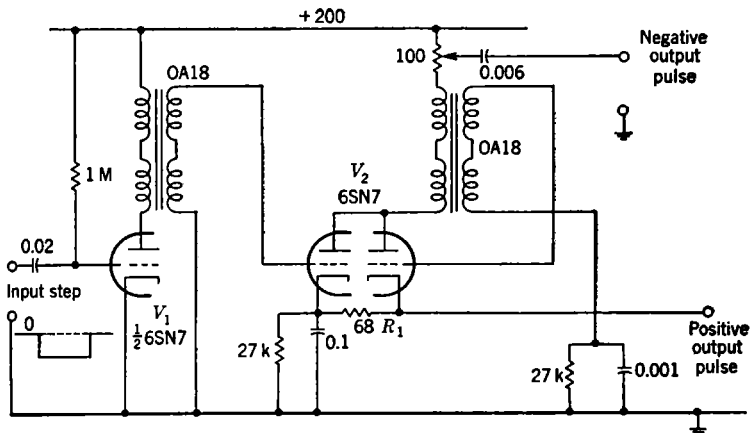 +200
OA18
100
0.006
Negative
output
pulse
OA18
1 M
V₂
6SN7
0.02
Input step
0
V₁
½ 6SN7
27 k
0.1
68 R₁
27 k
0.001
Positive
output
pulse